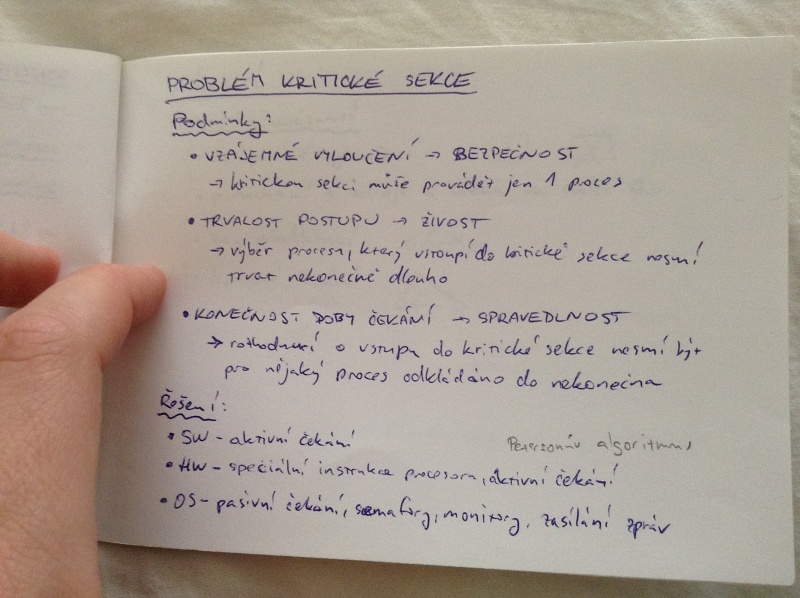 PROBLÉM KRITICKÉ SEKCE
Podmínky:
• VZÁJEMNÉ VYLOUČENÍ → BEZPEČNOST
→ kritickou sekci může provádět jen 1 proces
• TRVALOST POSTUPU → ŽIVOST
→ výběr procesu, který vstoupí do kritické sekce nesmí
trvat nekonečně dlouho
• KONEČNOST DOBY ČEKÁNÍ → SPRAVEDLNOST
→ rozhodnutí o vstupu do kritické sekce nesmí být
pro nějaký proces odkládáno do nekonečna
Řešení:
• SW - aktivní čekání
Petersonův algoritmus
• HW - speciální instrukce procesoru, aktivní čekání
• OS - pasivní čekání, semafory, monitory, zasílání zpráv